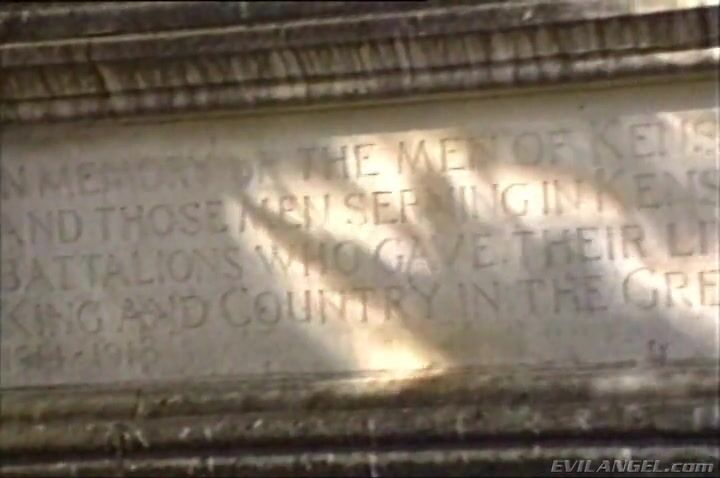 N MEMORY OF THE MEN OF KENS
AND THOSE MEN SERVING IN KENS
BATTALIONS WHO GAVE THEIR LI
KING AND COUNTRY IN THE GRE
1914-1918
EVILANGEL.com